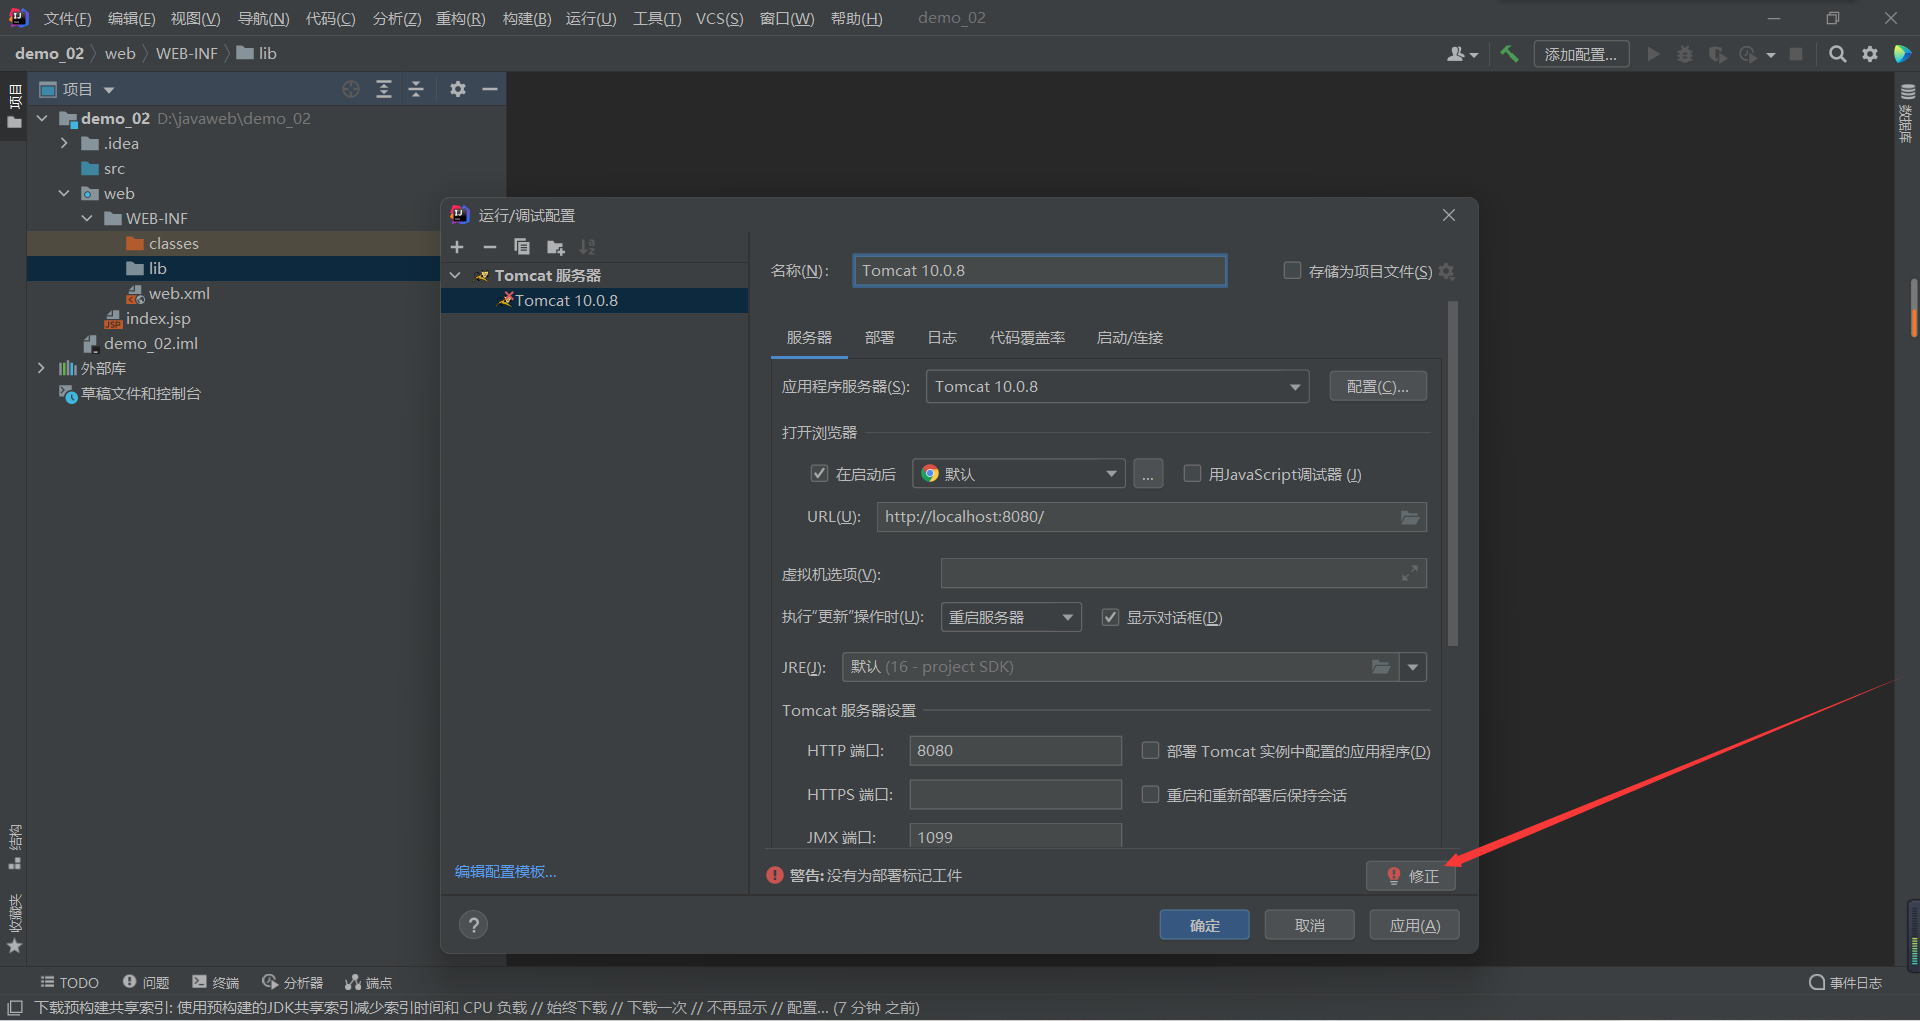 文件(F) 编辑(E) 视图(V) 导航(N) 代码(C) 分析(Z) 重构(R) 构建(B) 运行(U) 工具(T) VCS(S) 窗口(W) 帮助(H) demo_02
demo_02 web WEB-INF lib
添加配置...
项目
项目
demo_02 D:\javaweb\demo_02
.idea
src
web
WEB-INF
classes
lib
web.xml
index.jsp
demo_02.iml
外部库
草稿文件和控制台
结构
收藏夹
数据库
运行/调试配置
Tomcat 服务器
Tomcat 10.0.8
编辑配置模板...
名称(N): Tomcat 10.0.8 存储为项目文件(S)
服务器 部署 日志 代码覆盖率 启动/连接
应用程序服务器(S): Tomcat 10.0.8 配置(C)...
打开浏览器
在启动后 默认 ... 用JavaScript调试器 (J)
URL(U): http://localhost:8080/
虚拟机选项(V):
执行“更新”操作时(U): 重启服务器 显示对话框(D)
JRE(J): 默认 (16 - project SDK)
Tomcat 服务器设置
HTTP 端口: 8080 部署 Tomcat 实例中配置的应用程序(D)
HTTPS 端口: 重启和重新部署后保持会话
JMX 端口: 1099
警告: 没有为部署标记工件 修正
? 确定 取消 应用(A)
TODO 问题 终端 分析器 端点 事件日志
下载预构建共享索引: 使用预构建的JDK共享索引减少索引时间和 CPU 负载 // 始终下载 // 下载一次 // 不再显示 // 配置... (7 分钟 之前)